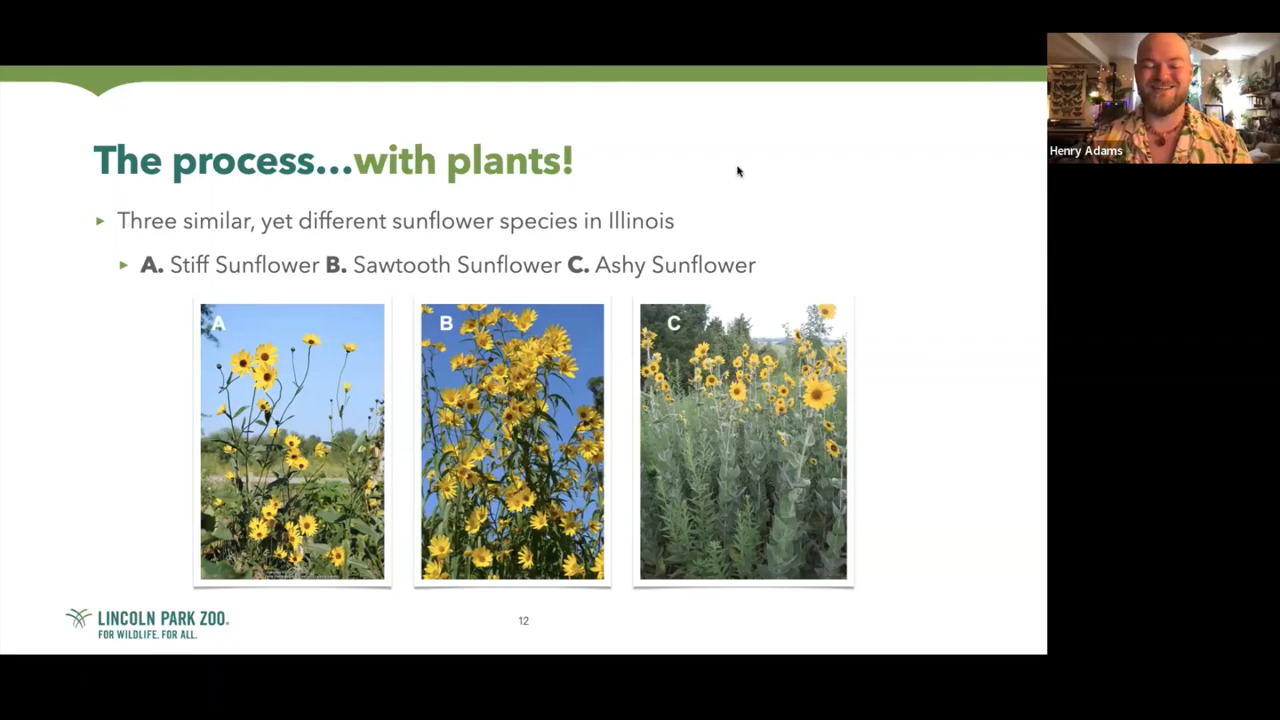 Henry Adams
The process...with plants!
▸ Three similar, yet different sunflower species in Illinois
▸ A. Stiff Sunflower B. Sawtooth Sunflower C. Ashy Sunflower
A
B
C
LINCOLN PARK ZOO.
FOR WILDLIFE. FOR ALL.
12